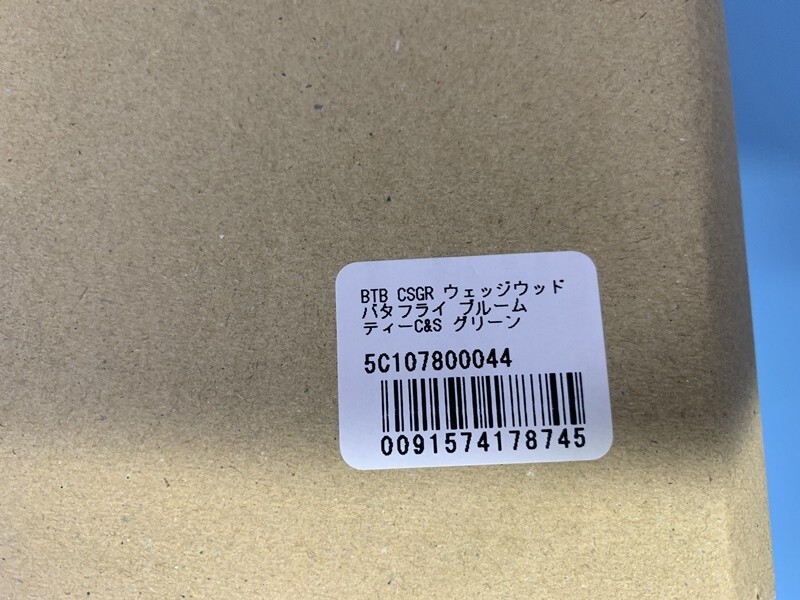 BTB CSGR ウェッジウッド
バタフライ ブルーム
ティーC&S グリーン
5C107800044
0091574178745